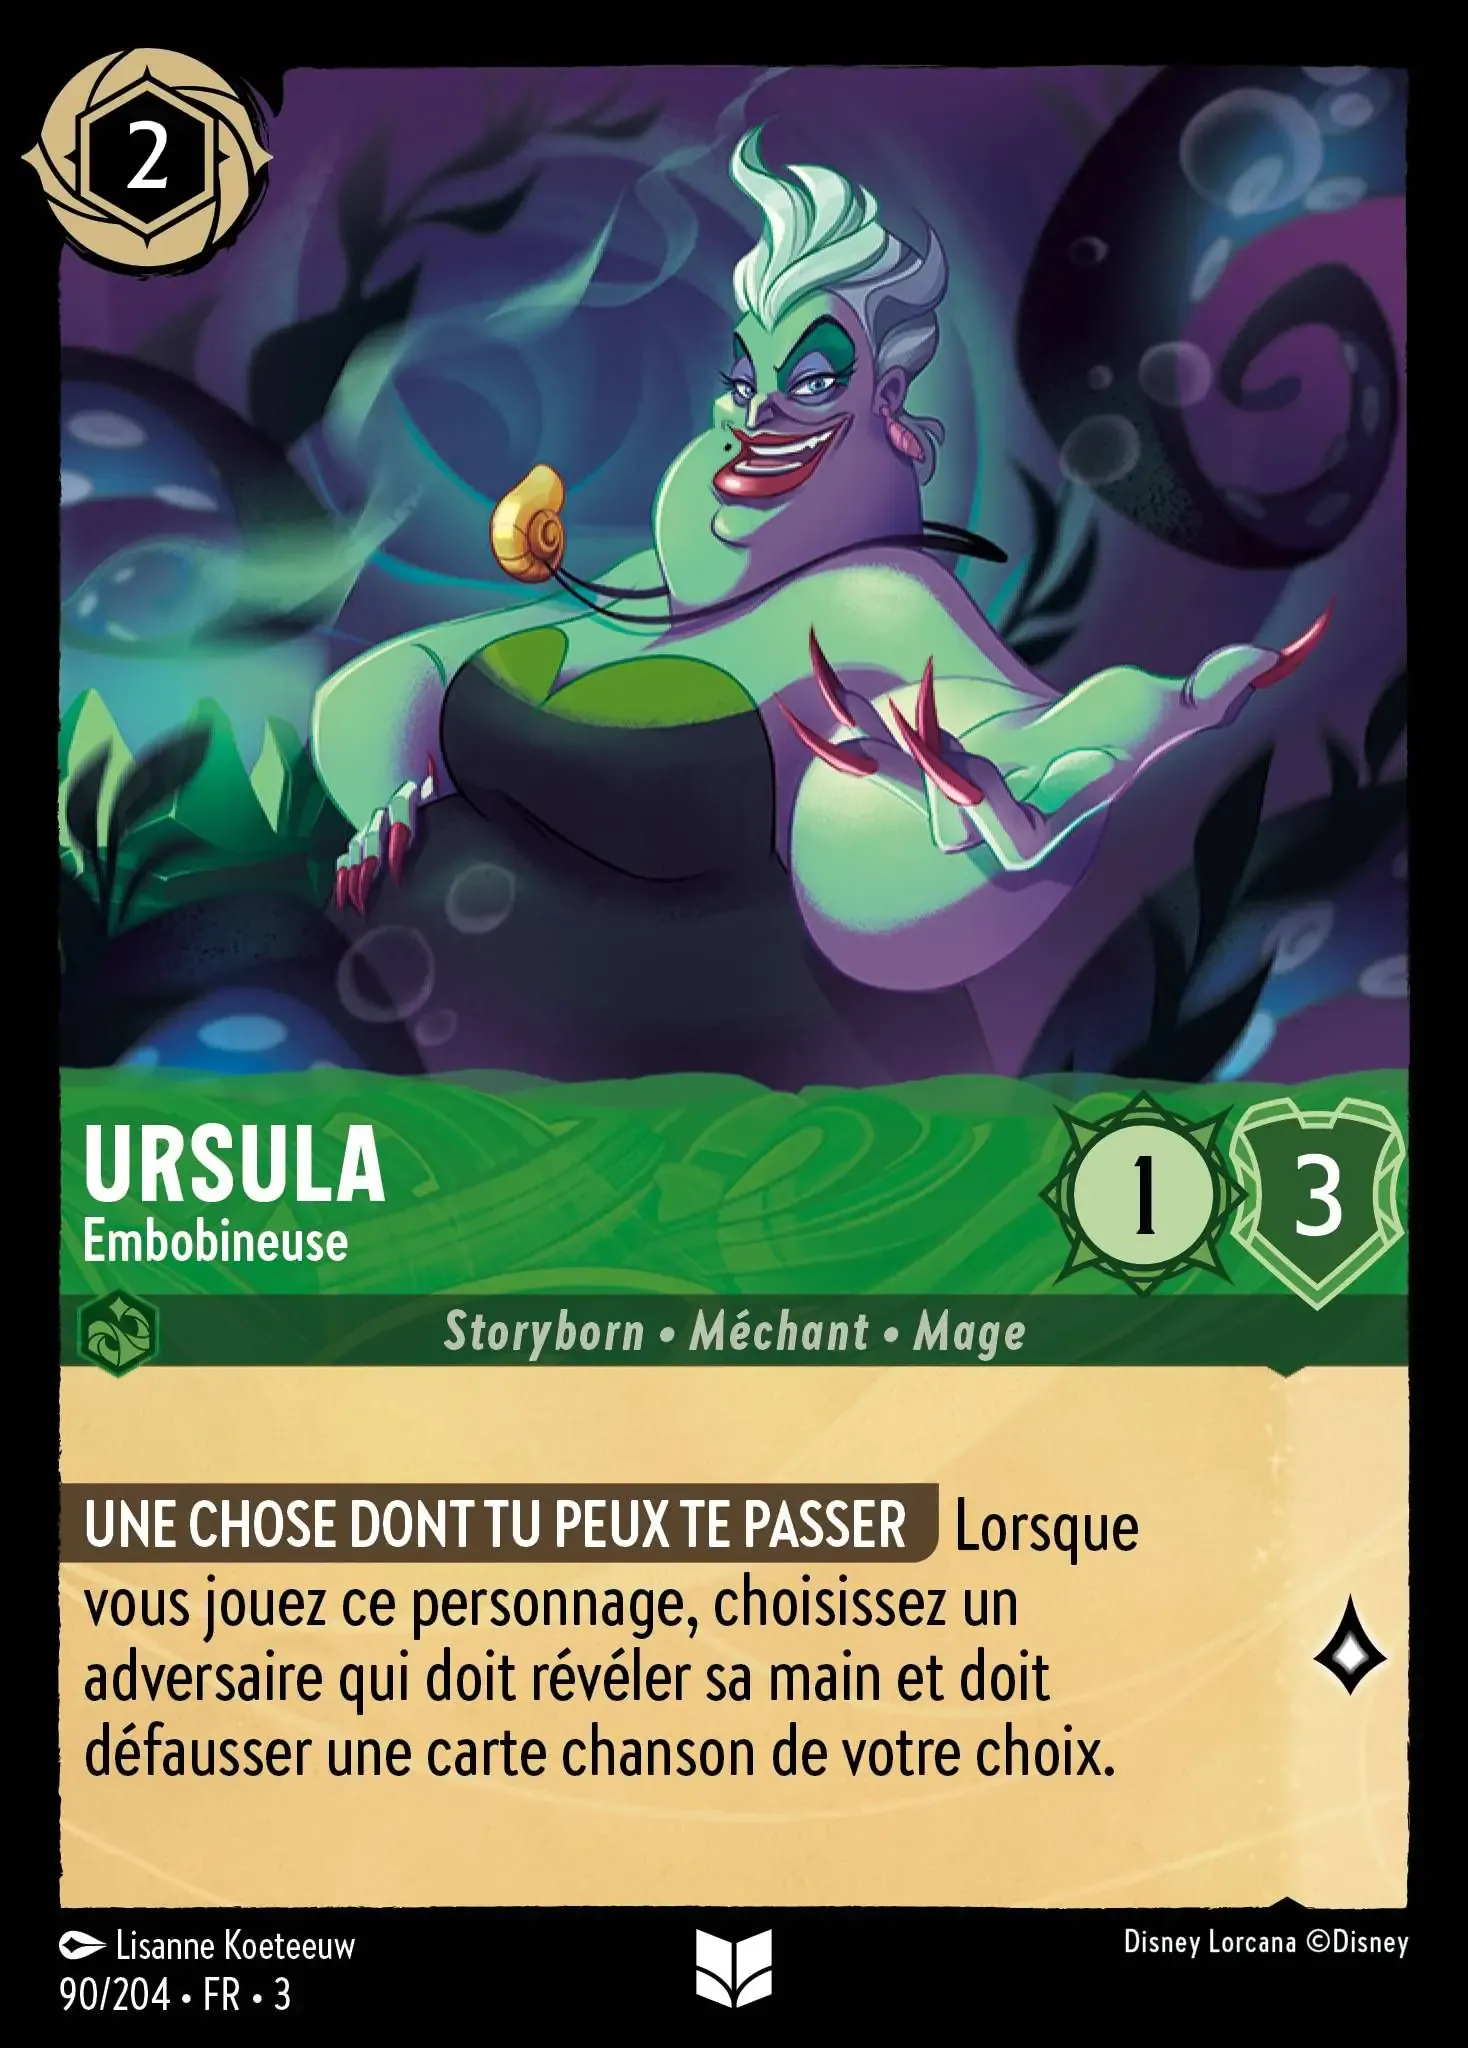 2
URSULA
Embobineuse
1
3
Storyborn • Méchant • Mage
UNE CHOSE DONT TU PEUX TE PASSER Lorsque
vous jouez ce personnage, choisissez un
adversaire qui doit révéler sa main et doit
défausser une carte chanson de votre choix.
Lisanne Koeteeuw
Disney Lorcana ©Disney
90/204 • FR • 3